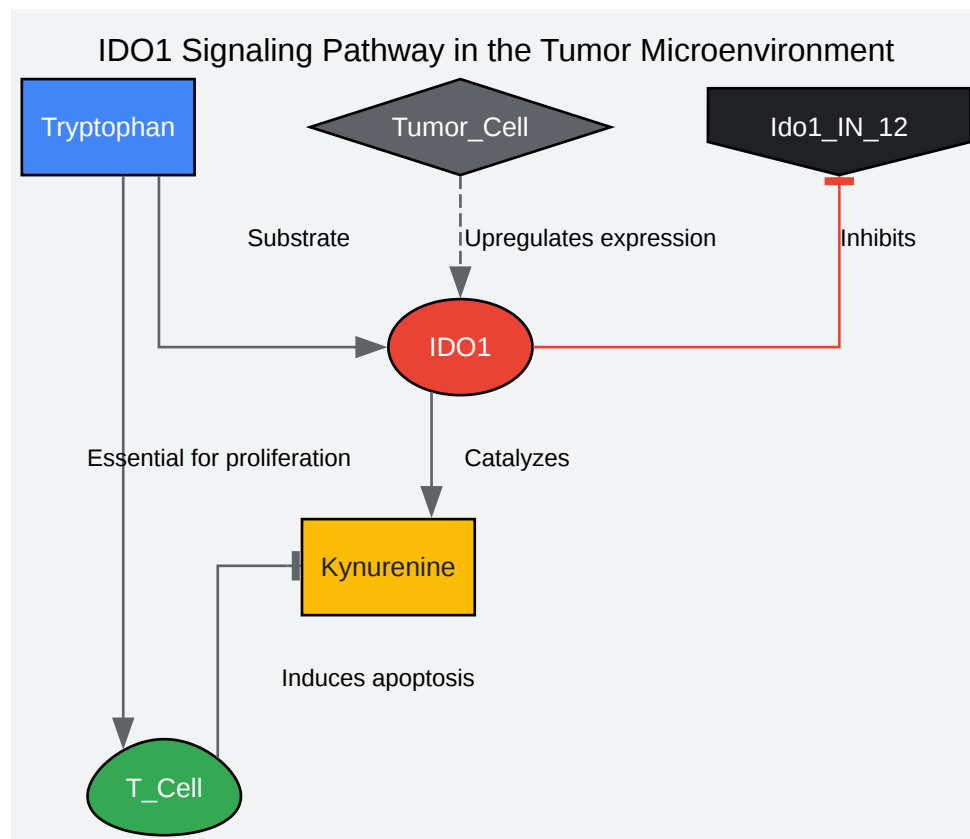 IDO1 Signaling Pathway in the Tumor Microenvironment
Tryptophan
Tumor_Cell
Ido1_IN_12
Substrate
Upregulates expression
Inhibits
IDO1
Essential for proliferation
Catalyzes
Kynurenine
Induces apoptosis
T_Cell